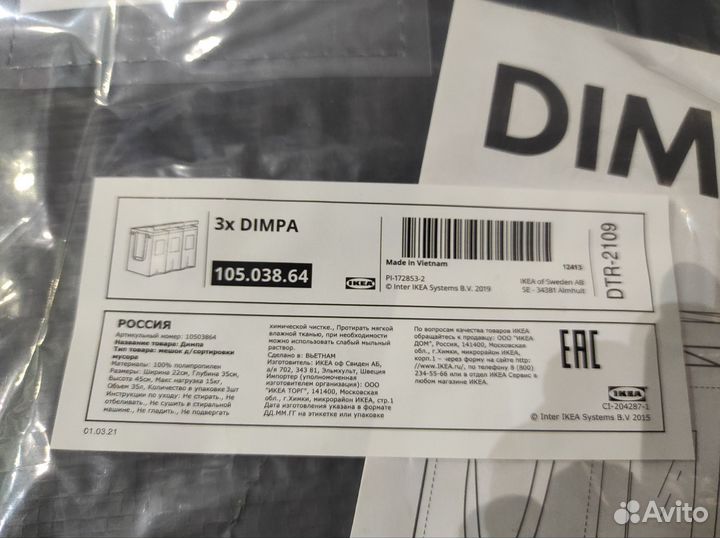 DIM
3x DIMPA
105.038.64
IKEA
Made in Vietnam
12413
PI-172853-2
© Inter IKEA Systems B.V. 2019
IKEA of Sweden AB
SE - 34381 Älmhult
DTR-2109
РОССИЯ
Артикульный номер: 10503864
Название товара: Димпа
Тип товара: мешок д/сортировки
мусора
Материалы: 100% полипропилен
Размеры: Ширина 22см, Глубина 35см,
Высота 45см, Макс нагрузка 15кг,
Объем 35л, Количество в упаковке 3шт
Инструкции по уходу: Не стирать., Не
отбеливать., Не сушить в стиральной
машине., Не гладить., Не подвергать
химической чистке., Протирать мягкой
влажной тканью, при необходимости
можно использовать слабый мыльный
раствор.
Сделано в: ВЬЕТНАМ
Изготовитель: ИКЕА оф Свиден АБ,
а/я 702, 343 81, Эльмхульт, Швеция
Импортер (уполномоченная
изготовителем организация): ООО
"ИКЕА ТОРГ", 141400, Московская
обл., г.Химки, микрорайон ИКЕА, стр.1
Дата изготовления указана в формате
ДД.ММ.ГГ на этикетке или упаковке
По вопросам качества товаров ИКЕА
обращайтесь к продавцу: ООО "ИКЕА
ДОМ", Россия, 141400, Московская
обл., г.Химки, микрорайон ИКЕА,
корп.1 – через форму на сайте http:
//www.IKEA.ru/, по телефону 8 (800)
234-55-66 или в отдел ИКЕА Сервис в
любом магазине ИКЕА.
EAC
IKEA
CI-204287-1
© Inter IKEA Systems B.V. 2015
01.03.21
Avito